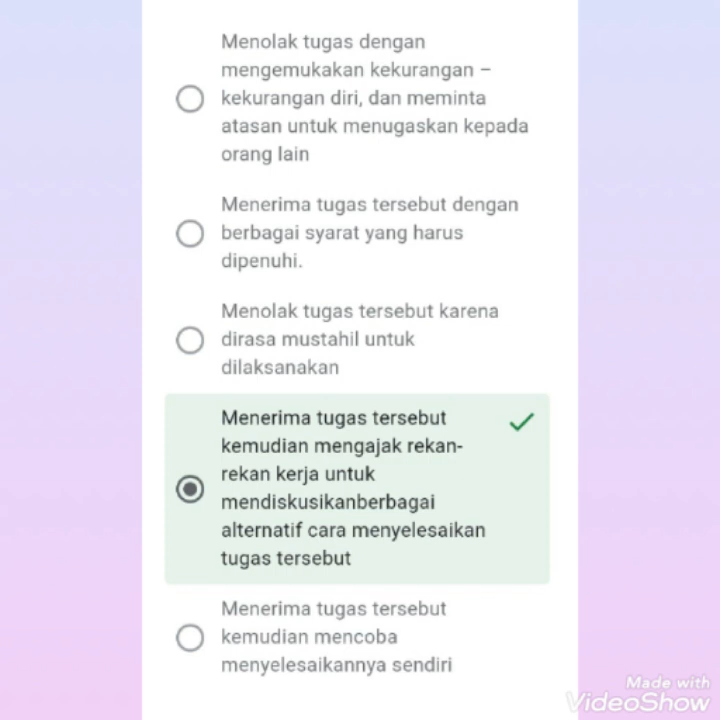 Menolak tugas dengan
mengemukakan kekurangan –
kekurangan diri, dan meminta
atasan untuk menugaskan kepada
orang lain
Menerima tugas tersebut dengan
berbagai syarat yang harus
dipenuhi.
Menolak tugas tersebut karena
dirasa mustahil untuk
dilaksanakan
Menerima tugas tersebut
kemudian mengajak rekan-
rekan kerja untuk
mendiskusikanberbagai
alternatif cara menyelesaikan
tugas tersebut
Menerima tugas tersebut
kemudian mencoba
menyelesaikannya sendiri
Made with
VideoShow